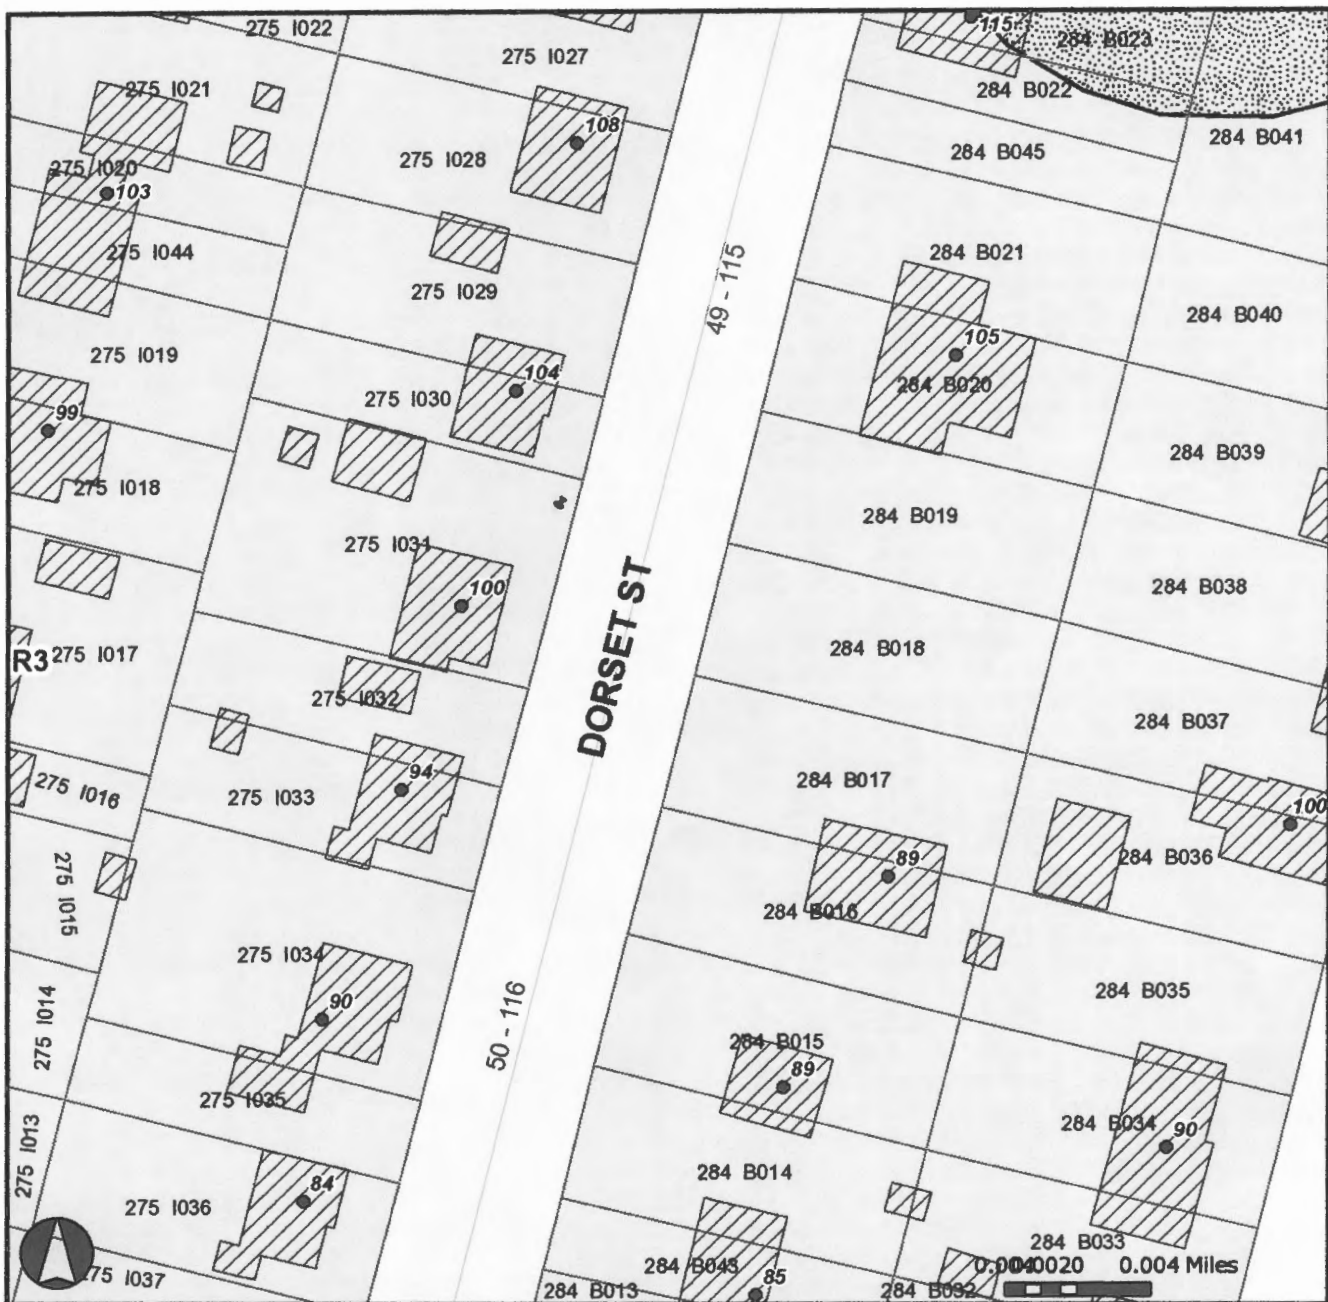 275 I022
115
284 B023
275 I027
275 I021
284 B022
108
284 B041
275 I028
284 B045
275 I020
103
275 I044
284 B021
49 - 115
275 I029
284 B040
275 I019
105
104
284 B020
275 I030
99
284 B039
275 I018
284 B019
275 I031
100
DORSET ST
284 B038
R3
275 I017
284 B018
275 I032
284 B037
94
284 B017
275 I016
275 I033
100
89
284 B036
275 I015
284 B016
275 I034
284 B035
90
50 - 116
275 I014
284 B015
89
275 I035
284 B034
90
275 I013
284 B014
84
275 I036
284 B033
284 B043
0.004 Miles
275 I037
85
284 B013
284 B032